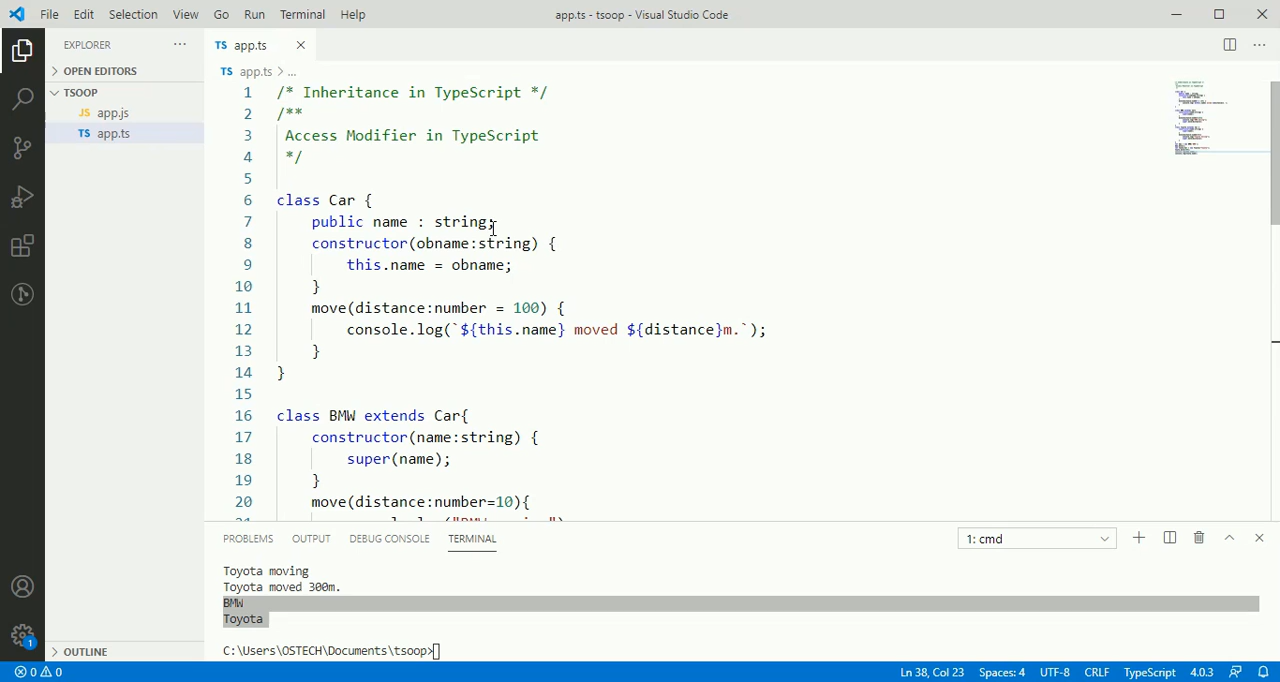 File Edit Selection View Go Run Terminal Help app.ts - tsoop - Visual Studio Code
EXPLORER ··· TS app.ts ×
OPEN EDITORS TS app.ts > ...
TSOOP
JS app.js
TS app.ts
1 /* Inheritance in TypeScript */
2 /**
3 Access Modifier in TypeScript
4 */
5
6 class Car {
7 public name : string;
8 constructor(obname:string) {
9 this.name = obname;
10 }
11 move(distance:number = 100) {
12 console.log(`${this.name} moved ${distance}m.`);
13 }
14 }
15
16 class BMW extends Car{
17 constructor(name:string) {
18 super(name);
19 }
20 move(distance:number=10){
PROBLEMS OUTPUT DEBUG CONSOLE TERMINAL 1: cmd
Toyota moving
Toyota moved 300m.
BMW
Toyota
C:\Users\OSTECH\Documents\tsoop>
OUTLINE
1
0 0 Ln 38, Col 23 Spaces: 4 UTF-8 CRLF TypeScript 4.0.3